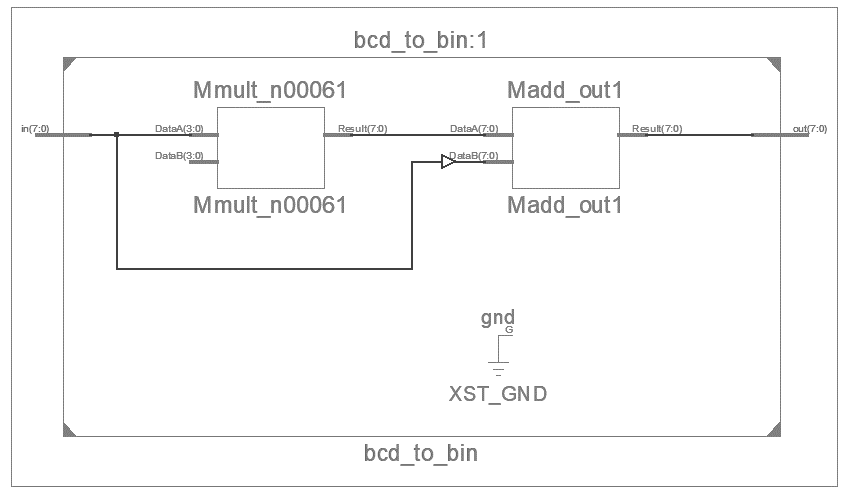 bcd_to_bin:1
Mmult_n00061
Madd_out1
in(7:0)
DataA(3:0)
Result(7:0)
DataA(7:0)
Result(7:0)
out(7:0)
DataB(3:0)
DataB(7:0)
Mmult_n00061
Madd_out1
gnd
G
XST_GND
bcd_to_bin